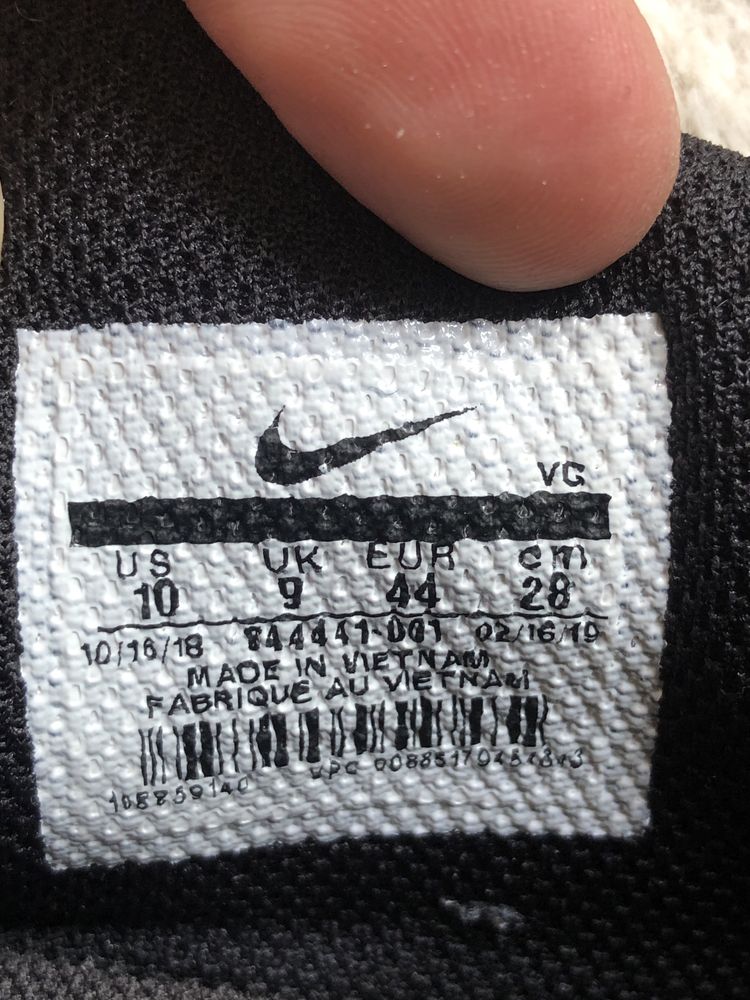 VG
US UK EUR cm
10 9 44 28
10/16/18 844441-001 02/16/19
MADE IN VIETNAM
FABRIQUE AU VIETNAM
108859140 UPC